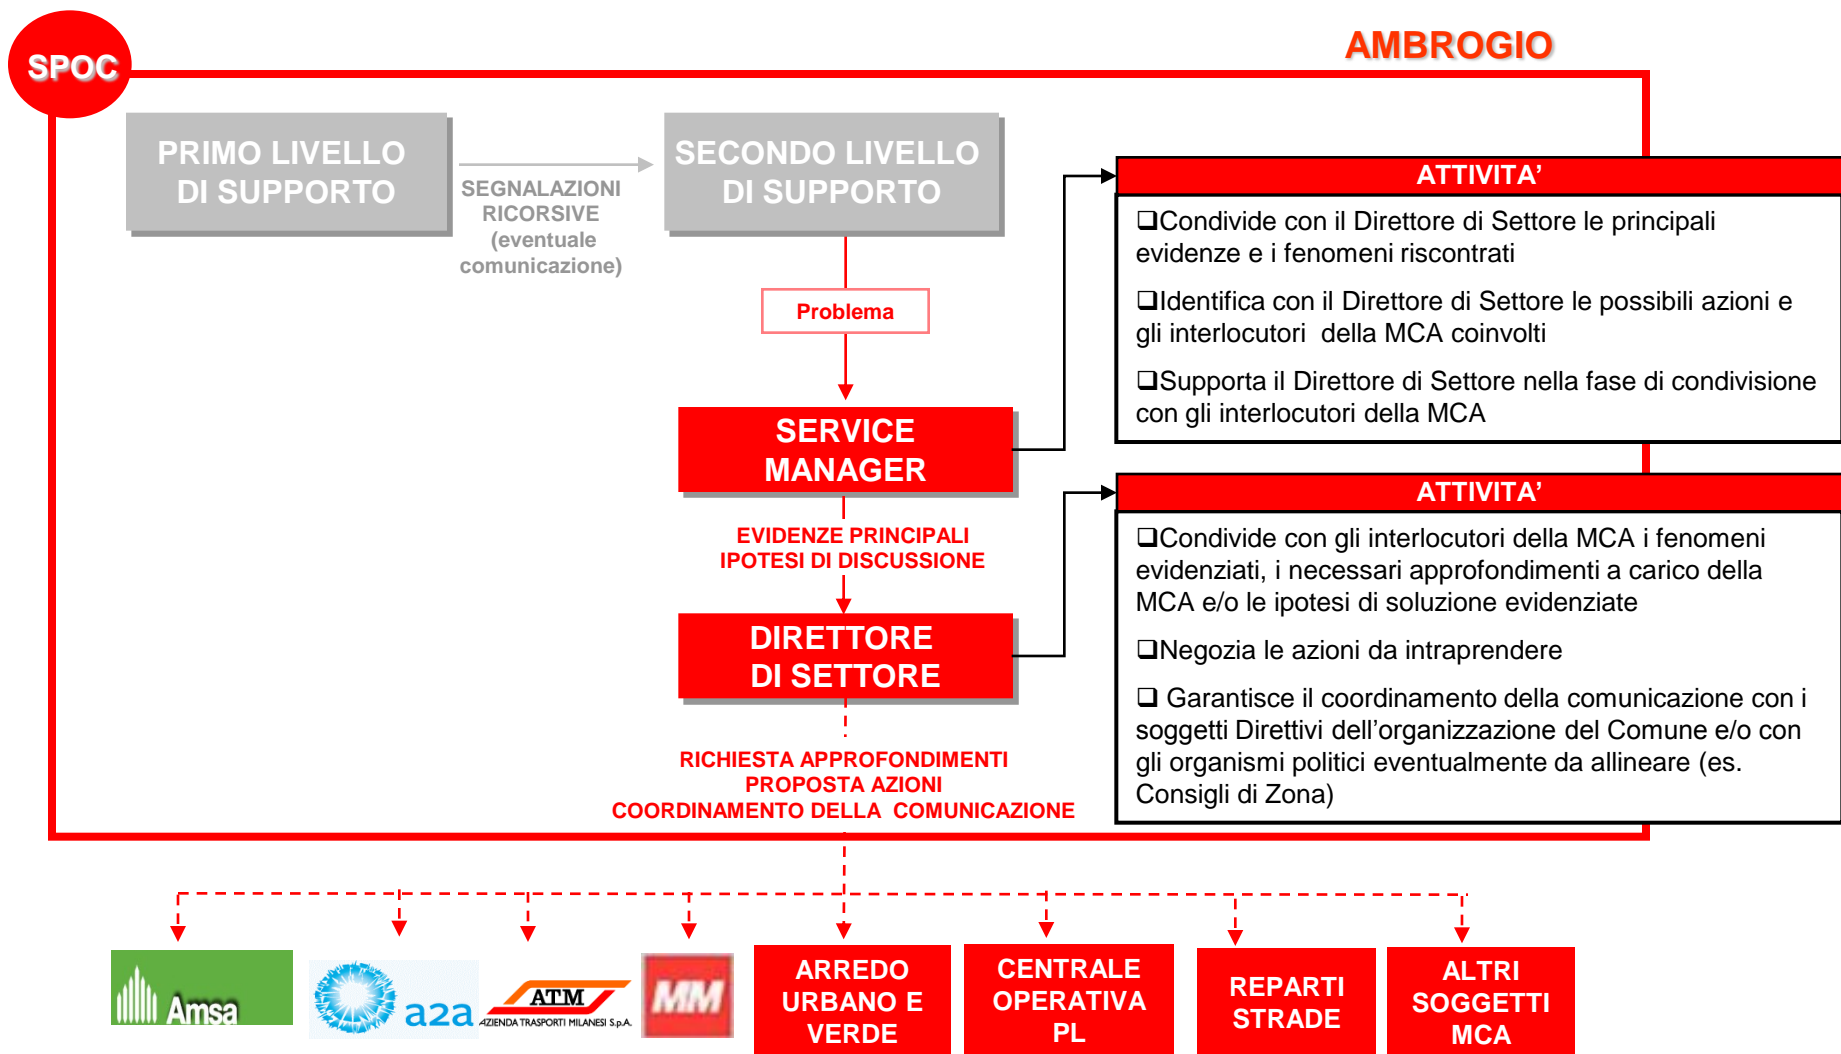 SPOC
AMBROGIO
PRIMO LIVELLO
DI SUPPORTO
SEGNALAZIONI
RICORSIVE
(eventuale
comunicazione)
SECONDO LIVELLO
DI SUPPORTO
Problema
SERVICE
MANAGER
EVIDENZE PRINCIPALI
IPOTESI DI DISCUSSIONE
DIRETTORE
DI SETTORE
RICHIESTA APPROFONDIMENTI
PROPOSTA AZIONI
COORDINAMENTO DELLA  COMUNICAZIONE
ATTIVITA’
❑Condivide con il Direttore di Settore le principali
evidenze e i fenomeni riscontrati
❑Identifica con il Direttore di Settore le possibili azioni e
gli interlocutori  della MCA coinvolti
❑Supporta il Direttore di Settore nella fase di condivisione
con gli interlocutori della MCA
ATTIVITA’
❑Condivide con gli interlocutori della MCA i fenomeni
evidenziati, i necessari approfondimenti a carico della
MCA e/o le ipotesi di soluzione evidenziate
❑Negozia le azioni da intraprendere
❑ Garantisce il coordinamento della comunicazione con i
soggetti Direttivi dell’organizzazione del Comune e/o con
gli organismi politici eventualmente da allineare (es.
Consigli di Zona)
Amsa
a2a
ATM
AZIENDA TRASPORTI MILANESI S.p.A.
MM
ARREDO
URBANO E
VERDE
CENTRALE
OPERATIVA
PL
REPARTI
STRADE
ALTRI
SOGGETTI
MCA